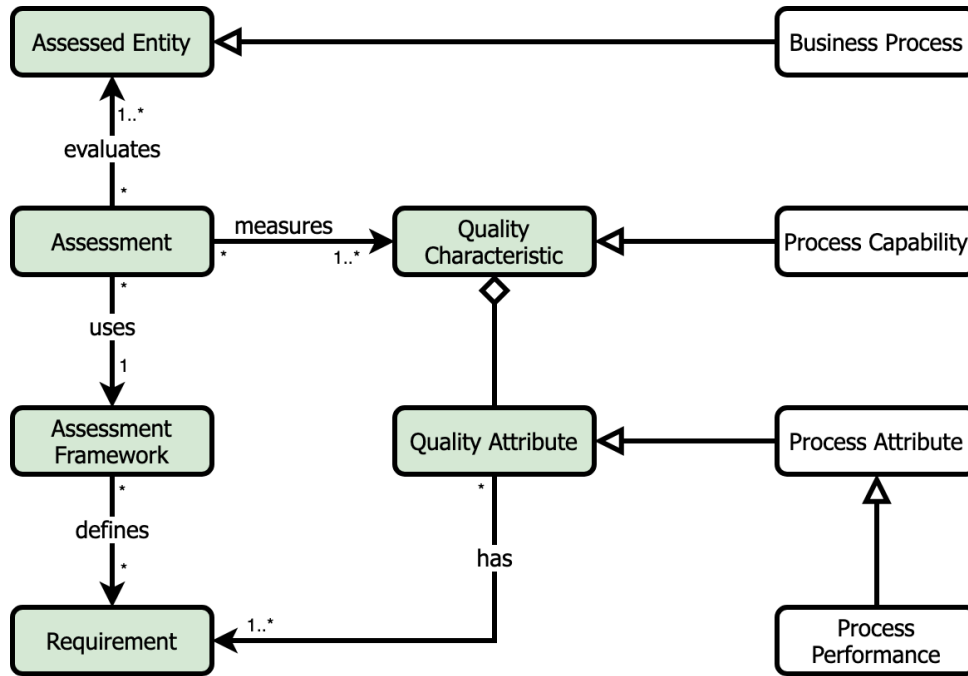 Assessed Entity
Business Process
1..*
evaluates
*
Assessment
measures
*
1..*
Quality
Characteristic
Process Capability
*
uses
1
Assessment
Framework
Quality Attribute
Process Attribute
*
defines
*
*
has
1..*
Requirement
Process
Performance